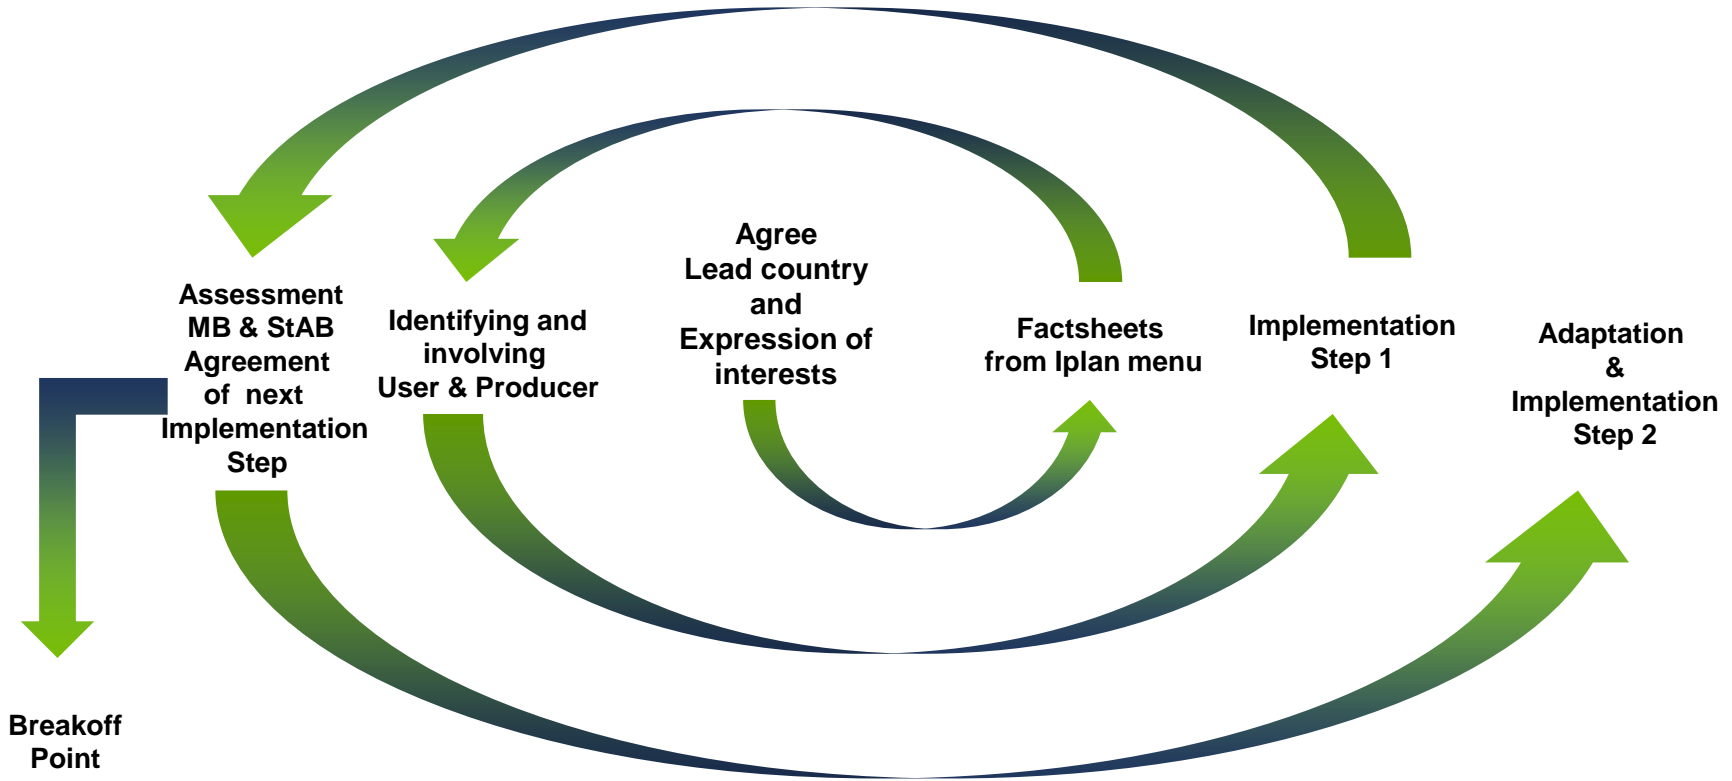 Assessment
MB & StAB
Agreement
of next
Implementation
Step
Identifying and
involving
User & Producer
Agree
Lead country
and
Expression of
interests
Factsheets
from Iplan menu
Implementation
Step 1
Adaptation
&
Implementation
Step 2
Breakoff
Point